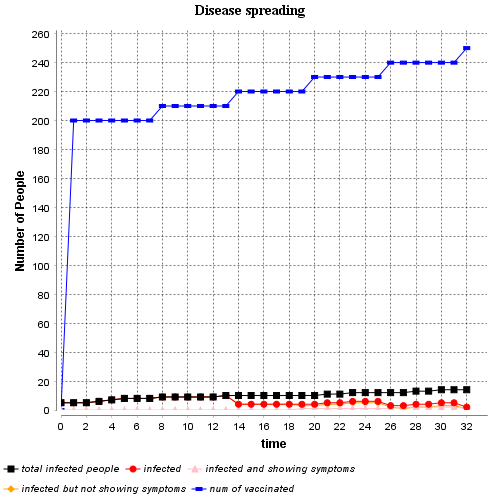 Disease spreading
Number of People
260
240
220
200
180
160
140
120
100
80
60
40
20
0
0 2 4 6 8 10 12 14 16 18 20 22 24 26 28 30 32
time
total infected people infected infected and showing symptoms
infected but not showing symptoms num of vaccinated